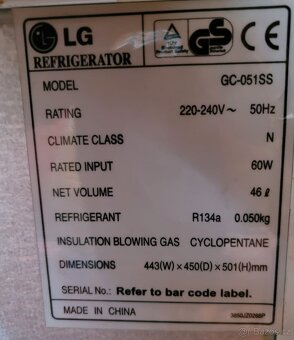 LG
REFRIGERATOR
MODEL GC-051SS
RATING 220-240V~ 50Hz
CLIMATE CLASS N
RATED INPUT 60W
NET VOLUME 46ℓ
REFRIGERANT R134a 0.050kg
INSULATION BLOWING GAS CYCLOPENTANE
DIMENSIONS 443(W)×450(D)×501(H)mm
SERIAL No.: Refer to bar code label.
MADE IN CHINA